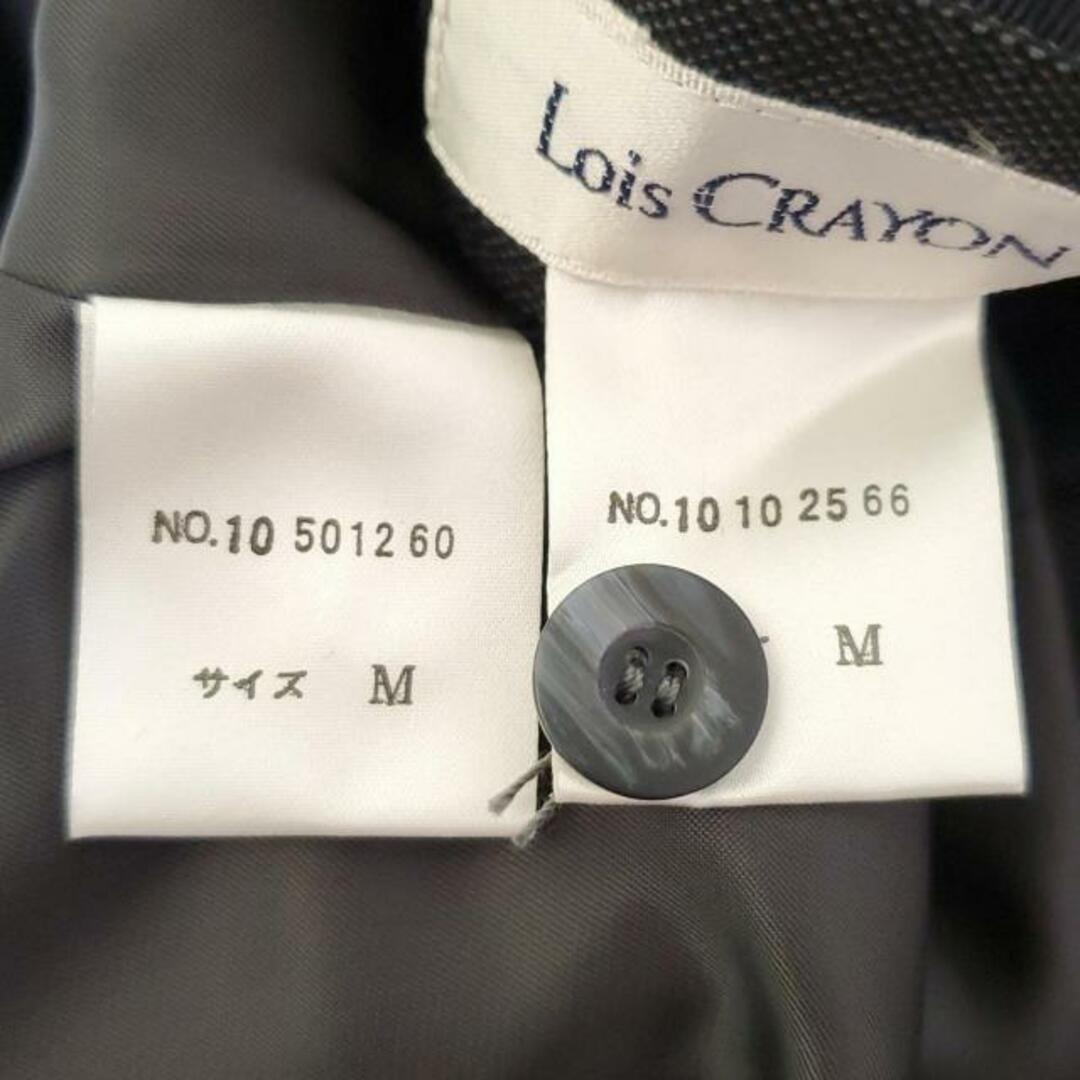 Lois CRAYON
NO.10 501260
サイズ M
NO.10 102566
M